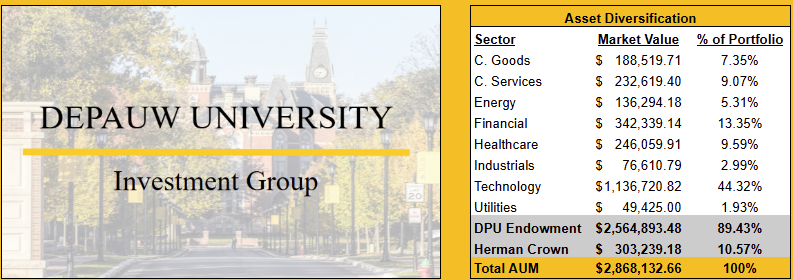 DEPAUW UNIVERSITY
Investment Group
Asset Diversification
Sector Market Value % of Portfolio
C. Goods $ 188,519.71 7.35%
C. Services $ 232,619.40 9.07%
Energy $ 136,294.18 5.31%
Financial $ 342,339.14 13.35%
Healthcare $ 246,059.91 9.59%
Industrials $ 76,610.79 2.99%
Technology $1,136,720.82 44.32%
Utilities $ 49,425.00 1.93%
DPU Endowment $2,564,893.48 89.43%
Herman Crown $ 303,239.18 10.57%
Total AUM $2,868,132.66 100%